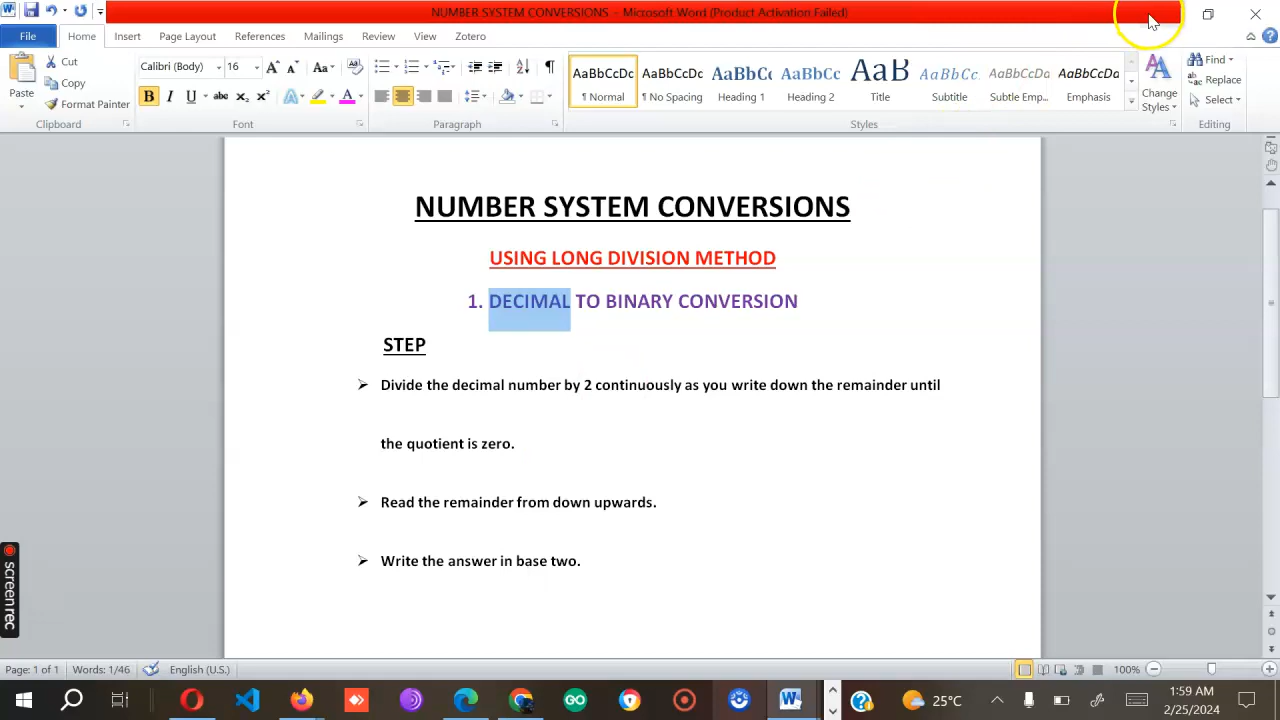 NUMBER SYSTEM CONVERSIONS - Microsoft Word (Product Activation Failed)
File Home Insert Page Layout References Mailings Review View Zotero
Paste Cut Copy Format Painter
Clipboard
Calibri (Body) 16
Font
Paragraph
AaBbCcDc AaBbCcDc AaBbCc AaBbCc AaB AaBbCc. AaBbCcDc AaBbCcDc
¶ Normal ¶ No Spacing Heading 1 Heading 2 Title Subtitle Subtle Emp... Emphasis
Styles
Change Styles
Find Replace Select
Editing
NUMBER SYSTEM CONVERSIONS
USING LONG DIVISION METHOD
1. DECIMAL TO BINARY CONVERSION
STEP
Divide the decimal number by 2 continuously as you write down the remainder until
the quotient is zero.
Read the remainder from down upwards.
Write the answer in base two.
screen rec
Page: 1 of 1 Words: 1/46 English (U.S.) 100%
25°C 1:59 AM
2/25/2024